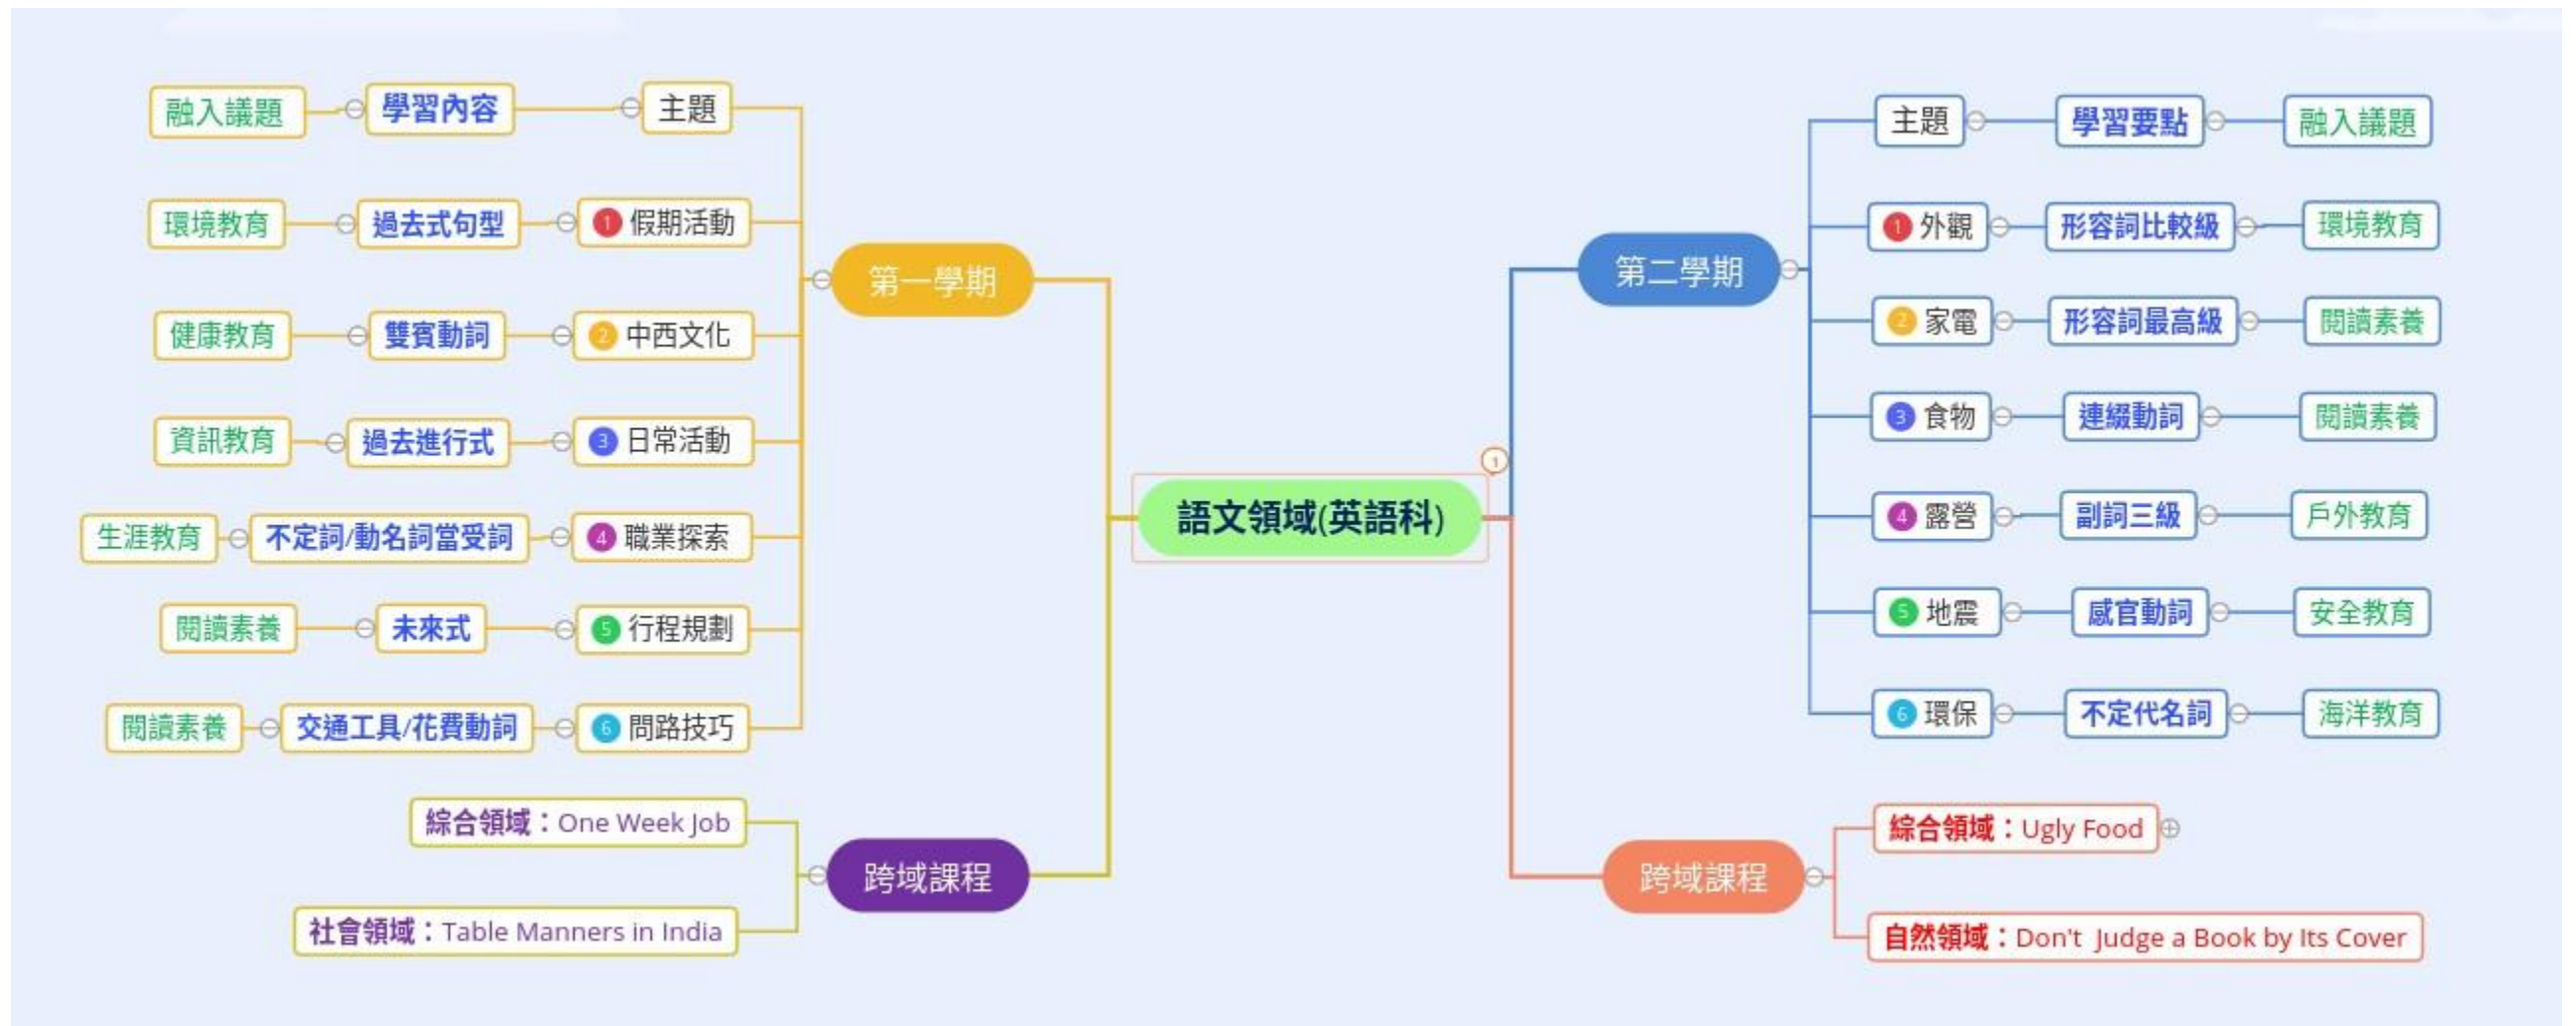 語文領域(英語科)
1
第一學期
主題 學習內容 融入議題
1 假期活動 過去式句型 環境教育
2 中西文化 雙賓動詞 健康教育
3 日常活動 過去進行式 資訊教育
4 職業探索 不定詞/動名詞當受詞 生涯教育
5 行程規劃 未來式 閱讀素養
6 問路技巧 交通工具/花費動詞 閱讀素養
跨域課程
綜合領域：One Week Job
社會領域：Table Manners in India
第二學期
主題 學習要點 融入議題
1 外觀 形容詞比較級 環境教育
2 家電 形容詞最高級 閱讀素養
3 食物 連綴動詞 閱讀素養
4 露營 副詞三級 戶外教育
5 地震 感官動詞 安全教育
6 環保 不定代名詞 海洋教育
跨域課程
綜合領域：Ugly Food
自然領域：Don't Judge a Book by Its Cover